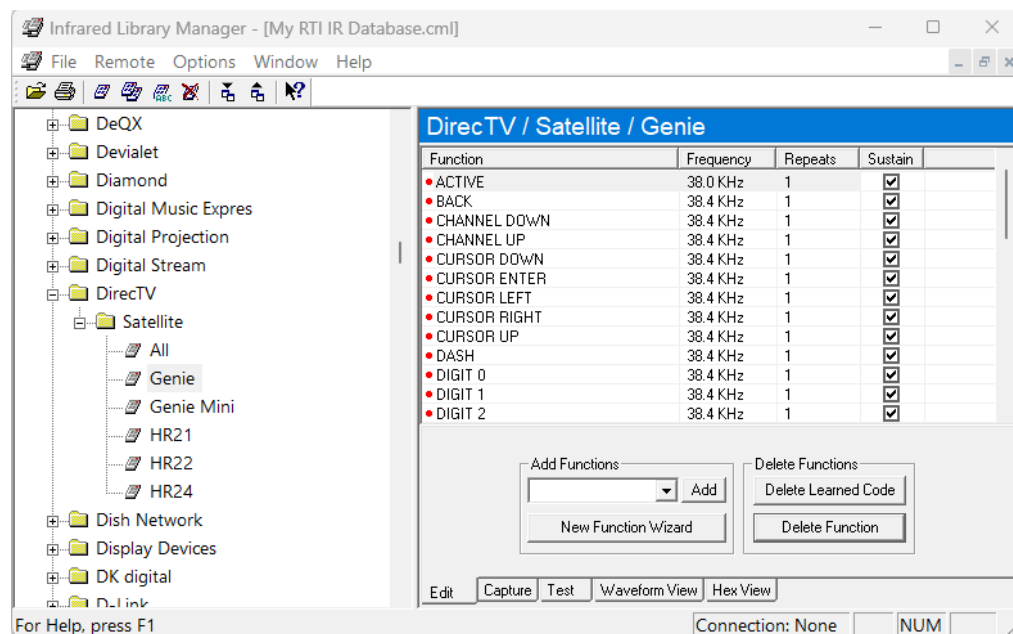 Infrared Library Manager - [My RTI IR Database.cml]
File Remote Options Window Help
ABC
DeQX
Devialet
Diamond
Digital Music Expres
Digital Projection
Digital Stream
DirecTV
Satellite
All
Genie
Genie Mini
HR21
HR22
HR24
Dish Network
Display Devices
DK digital
D-Link
DirecTV / Satellite / Genie
Function Frequency Repeats Sustain
ACTIVE 38.0 KHz 1
BACK 38.4 KHz 1
CHANNEL DOWN 38.4 KHz 1
CHANNEL UP 38.4 KHz 1
CURSOR DOWN 38.4 KHz 1
CURSOR ENTER 38.4 KHz 1
CURSOR LEFT 38.4 KHz 1
CURSOR RIGHT 38.4 KHz 1
CURSOR UP 38.4 KHz 1
DASH 38.4 KHz 1
DIGIT 0 38.4 KHz 1
DIGIT 1 38.4 KHz 1
DIGIT 2 38.4 KHz 1
Add Functions
Add
New Function Wizard
Delete Functions
Delete Learned Code
Delete Function
Edit Capture Test Waveform View Hex View
For Help, press F1 Connection: None NUM